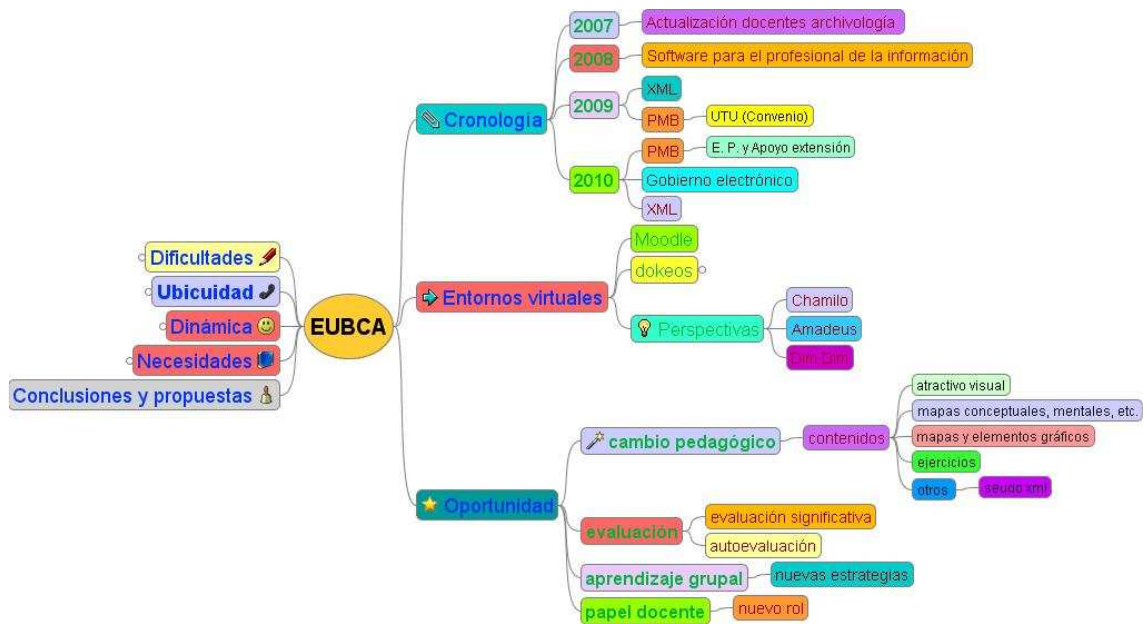 EUBCA
Dificultades
Ubicuidad
Dinámica
Necesidades
Conclusiones y propuestas
Cronología
2007
Actualización docentes archivología
2008
Software para el profesional de la información
2009
XML
PMB
UTU (Convenio)
2010
PMB
E. P. y Apoyo extensión
Gobierno electrónico
XML
Entornos virtuales
Moodle
dokeos
Perspectivas
Chamilo
Amadeus
Dim Dim
Oportunidad
cambio pedagógico
contenidos
atractivo visual
mapas conceptuales, mentales, etc.
mapas y elementos gráficos
ejercicios
otros
seudo xml
evaluación
evaluación significativa
autoevaluación
aprendizaje grupal
nuevas estrategias
papel docente
nuevo rol